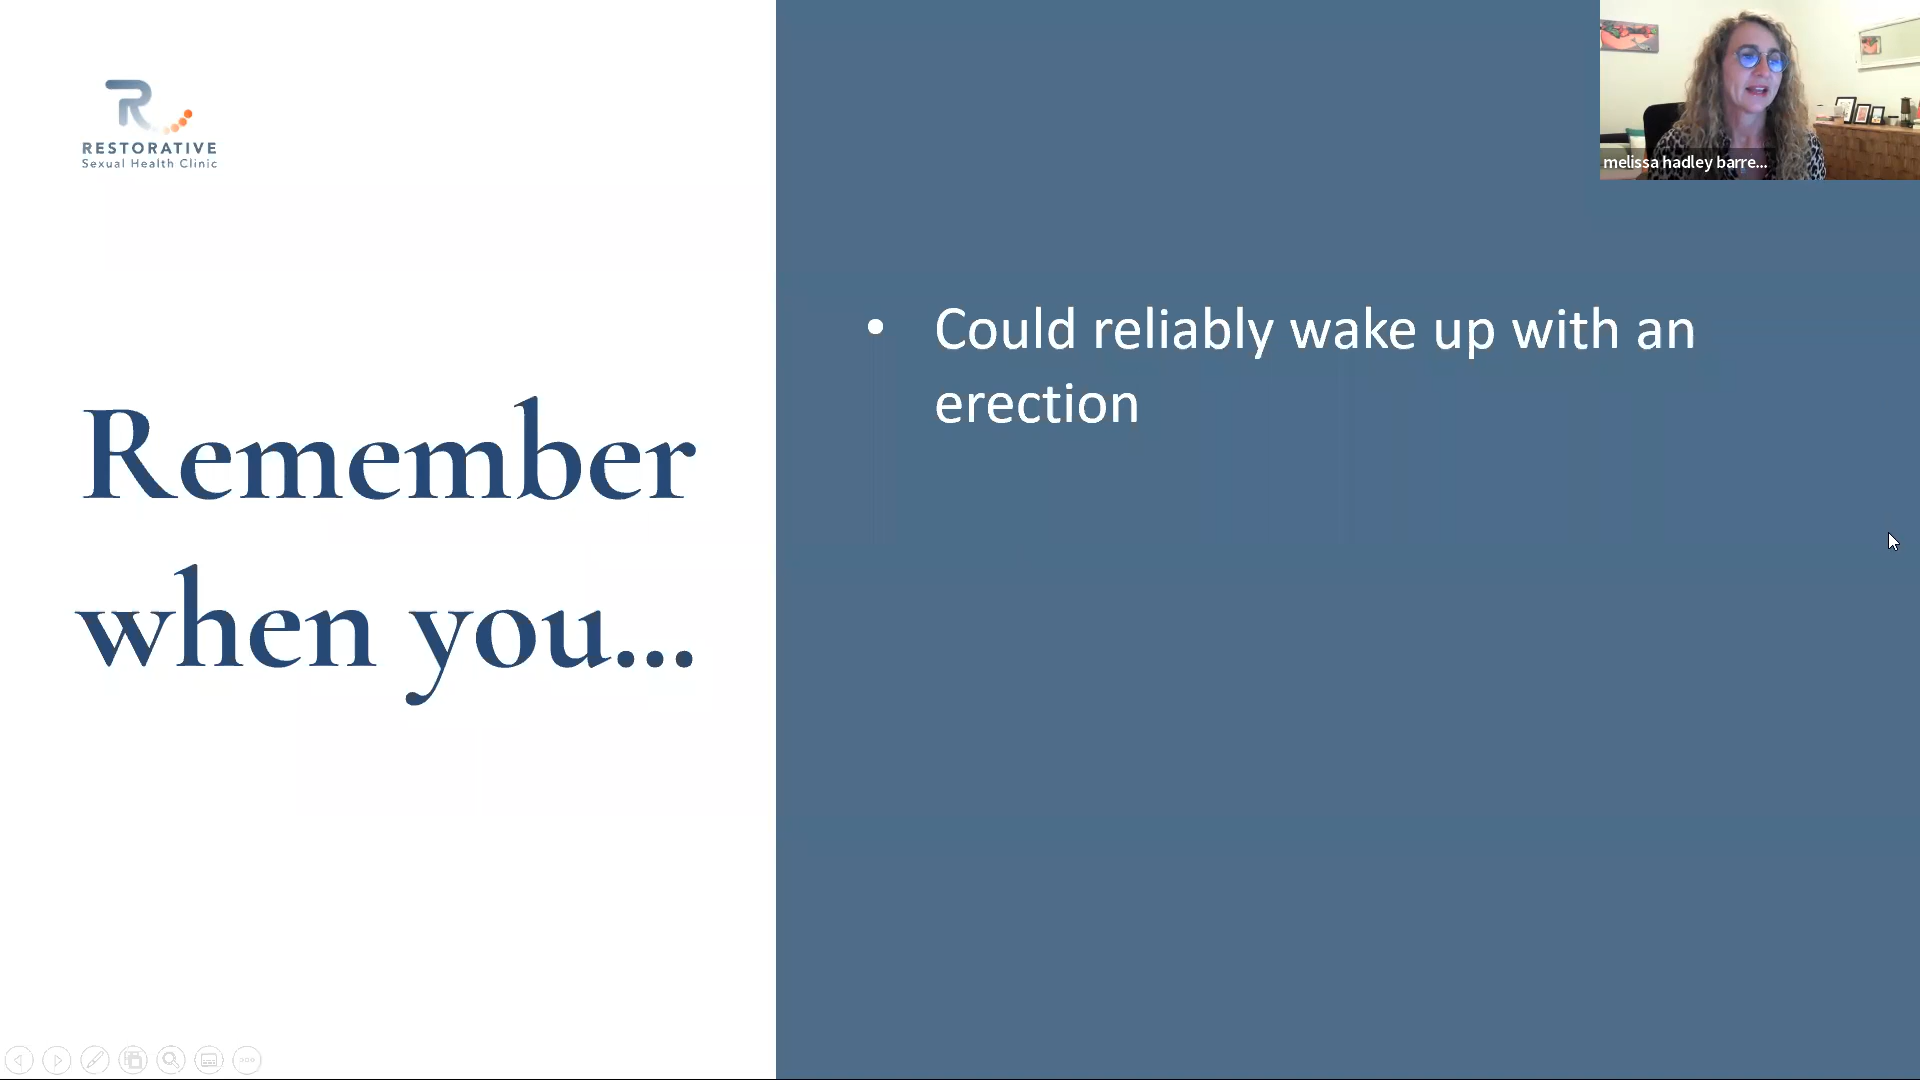 RESTORATIVE
Sexual Health Clinic
Remember
when you...
• Could reliably wake up with an
erection
melissa hadley barre...